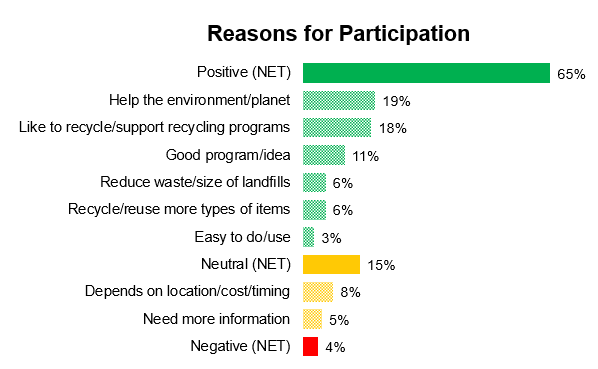 Reasons for Participation
Positive (NET) 65%
Help the environment/planet 19%
Like to recycle/support recycling programs 18%
Good program/idea 11%
Reduce waste/size of landfills 6%
Recycle/reuse more types of items 6%
Easy to do/use 3%
Neutral (NET) 15%
Depends on location/cost/timing 8%
Need more information 5%
Negative (NET) 4%